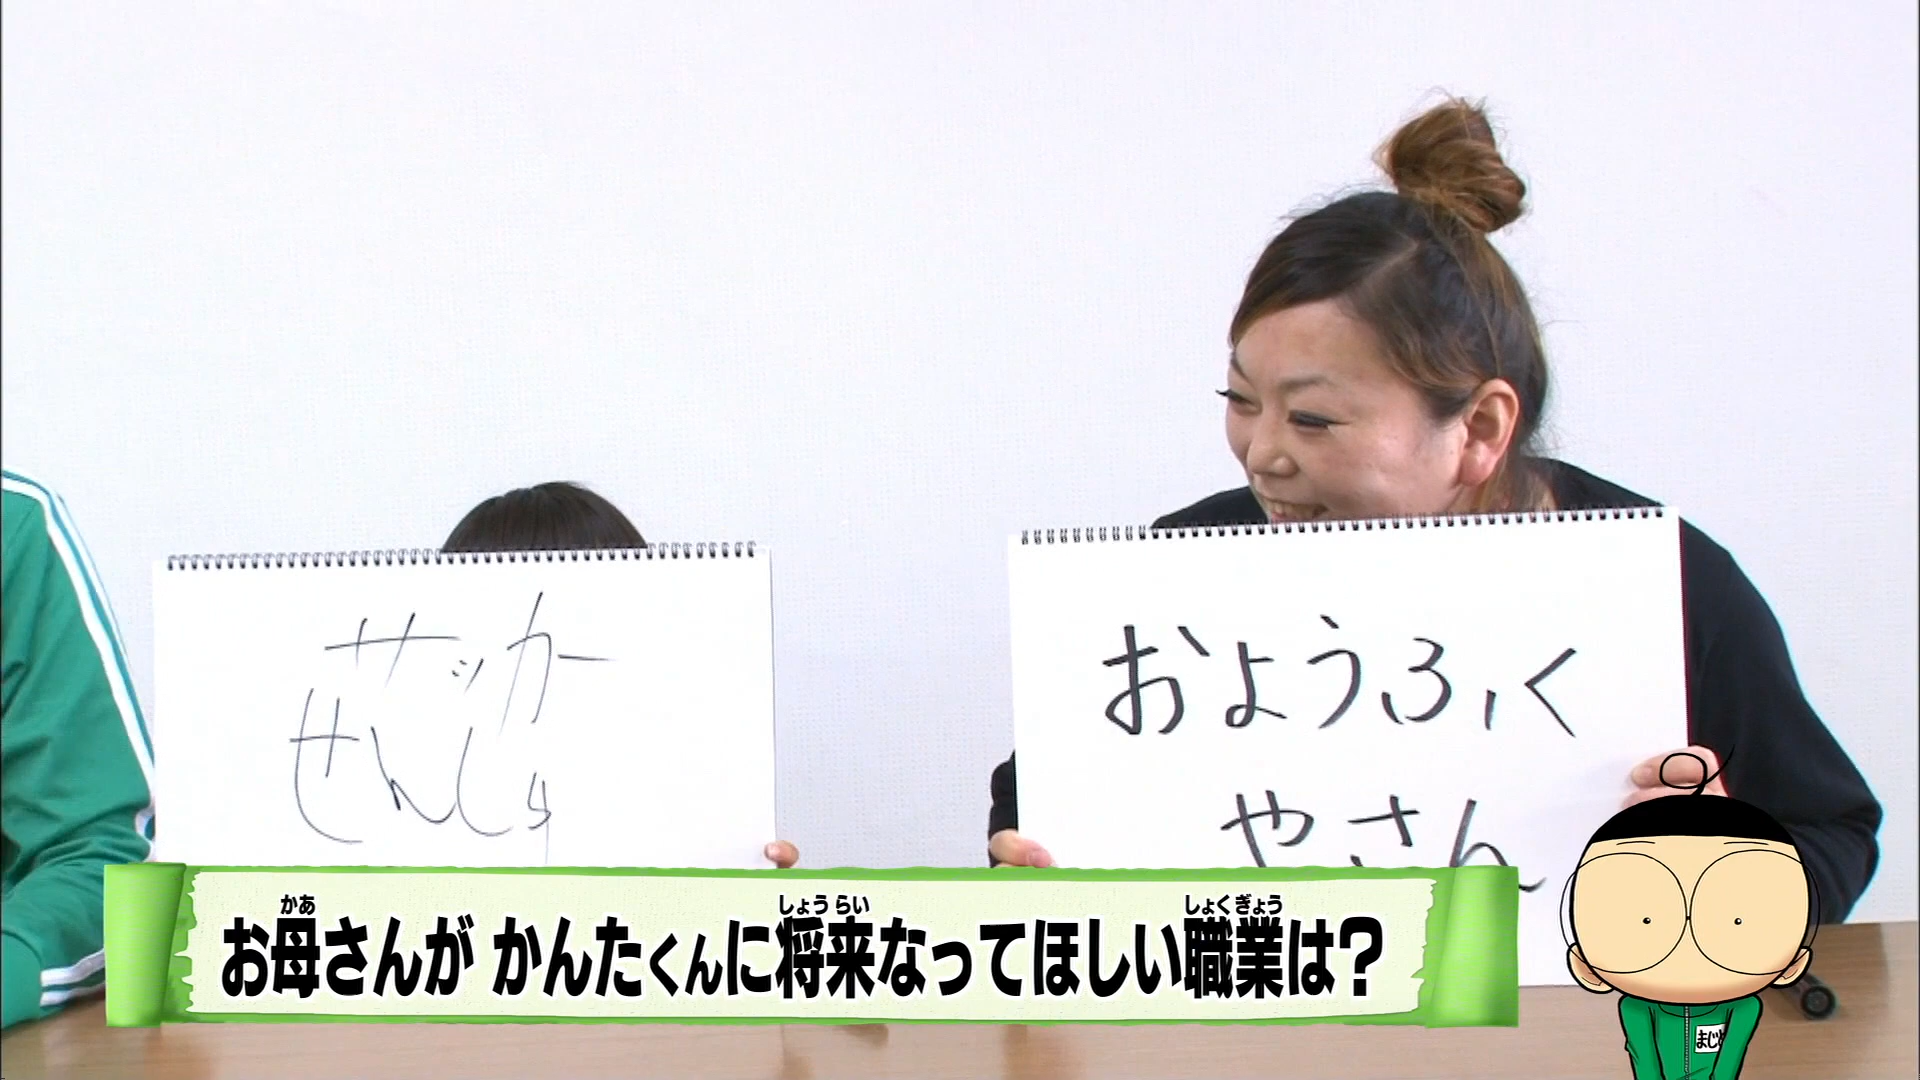 サッカー
せんしゅ
おようふく
やさん
お母さんが かんたくんに将来なってほしい職業は?
かあ
しょうらい
しょくぎょう